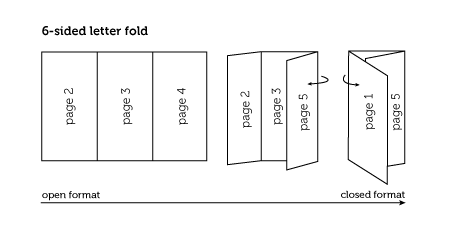 6-sided letter fold
page 2
page 3
page 4
page 2
page 3
page 5
page 1
page 5
open format
closed format